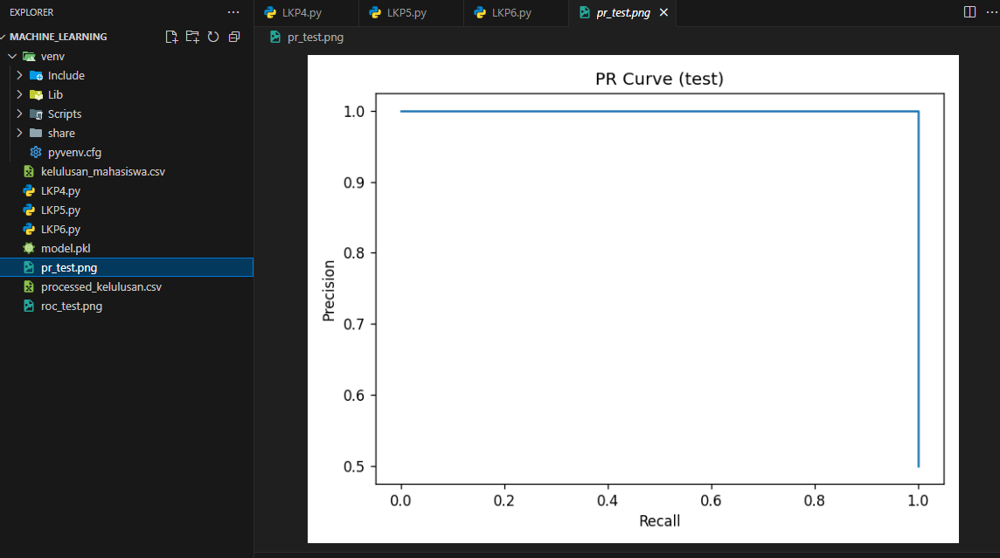 EXPLORER
MACHINE_LEARNING
venv
Include
Lib
Scripts
share
pyvenv.cfg
kelulusan_mahasiswa.csv
LKP4.py
LKP5.py
LKP6.py
model.pkl
pr_test.png
processed_kelulusan.csv
roc_test.png
LKP4.py LKP5.py LKP6.py pr_test.png
pr_test.png
PR Curve (test)
Precision
1.0
0.9
0.8
0.7
0.6
0.5
0.0 0.2 0.4 0.6 0.8 1.0
Recall